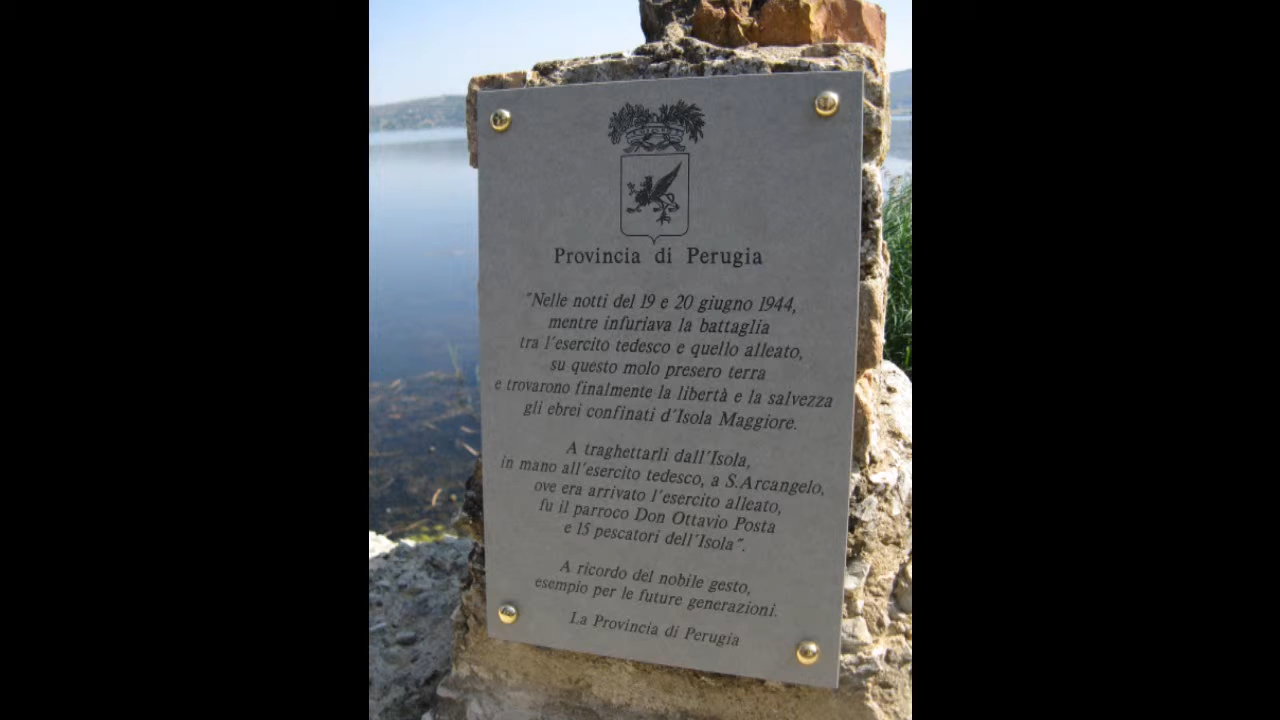 Provincia di Perugia
"Nelle notti del 19 e 20 giugno 1944,
mentre infuriava la battaglia
tra l'esercito tedesco e quello alleato,
su questo molo presero terra
e trovarono finalmente la libertà e la salvezza
gli ebrei confinati d'Isola Maggiore.
A traghettarli dall'Isola,
in mano all'esercito tedesco, a S.Arcangelo,
ove era arrivato l'esercito alleato,
fu il parroco Don Ottavio Posta
e 15 pescatori dell'Isola".
A ricordo del nobile gesto,
esempio per le future generazioni.
La Provincia di Perugia